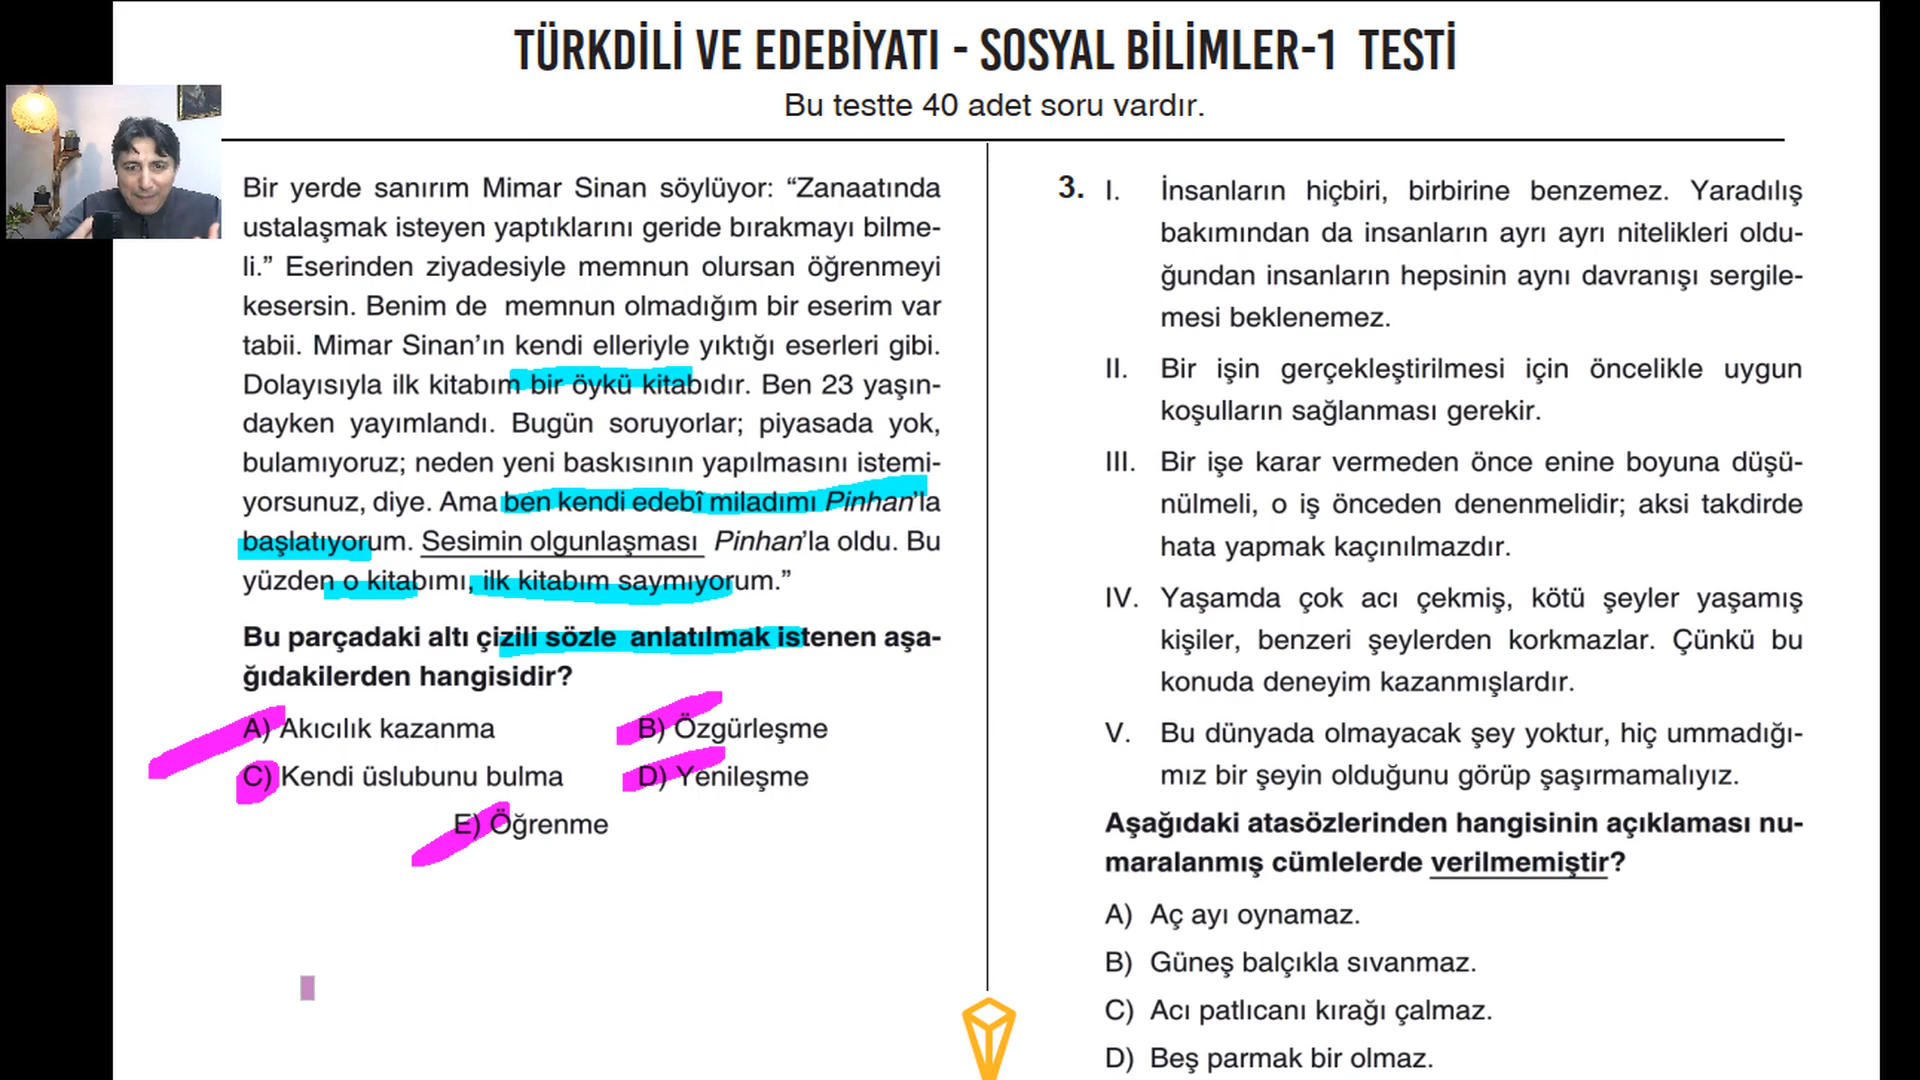 TÜRKDİLİ VE EDEBİYATI - SOSYAL BİLİMLER-1 TESTİ
Bu testte 40 adet soru vardır.
Bir yerde sanırım Mimar Sinan söylüyor: “Zanaatında
ustalaşmak isteyen yaptıklarını geride bırakmayı bilme-
li.” Eserinden ziyadesiyle memnun olursan öğrenmeyi
kesersin. Benim de memnun olmadığım bir eserim var
tabii. Mimar Sinan’ın kendi elleriyle yıktığı eserleri gibi.
Dolayısıyla ilk kitabım bir öykü kitabıdır. Ben 23 yaşın-
dayken yayımlandı. Bugün soruyorlar; piyasada yok,
bulamıyoruz; neden yeni baskısının yapılmasını istemi-
yorsunuz, diye. Ama ben kendi edebî miladımı Pinhan’la
başlatıyorum. Sesimin olgunlaşması Pinhan’la oldu. Bu
yüzden o kitabımı, ilk kitabım saymıyorum.”
Bu parçadaki altı çizili sözle anlatılmak istenen aşa-
ğıdakilerden hangisidir?
A) Akıcılık kazanma
B) Özgürleşme
C) Kendi üslubunu bulma
D) Yenileşme
E) Öğrenme
3. I. İnsanların hiçbiri, birbirine benzemez. Yaradılış
bakımından da insanların ayrı ayrı nitelikleri oldu-
ğundan insanların hepsinin aynı davranışı sergile-
mesi beklenemez.
II. Bir işin gerçekleştirilmesi için öncelikle uygun
koşulların sağlanması gerekir.
III. Bir işe karar vermeden önce enine boyuna düşü-
nülmeli, o iş önceden denenmelidir; aksi takdirde
hata yapmak kaçınılmazdır.
IV. Yaşamda çok acı çekmiş, kötü şeyler yaşamış
kişiler, benzeri şeylerden korkmazlar. Çünkü bu
konuda deneyim kazanmışlardır.
V. Bu dünyada olmayacak şey yoktur, hiç ummadığı-
mız bir şeyin olduğunu görüp şaşırmamalıyız.
Aşağıdaki atasözlerinden hangisinin açıklaması nu-
maralanmış cümlelerde verilmemiştir?
A) Aç ayı oynamaz.
B) Güneş balçıkla sıvanmaz.
C) Acı patlıcanı kırağı çalmaz.
D) Beş parmak bir olmaz.